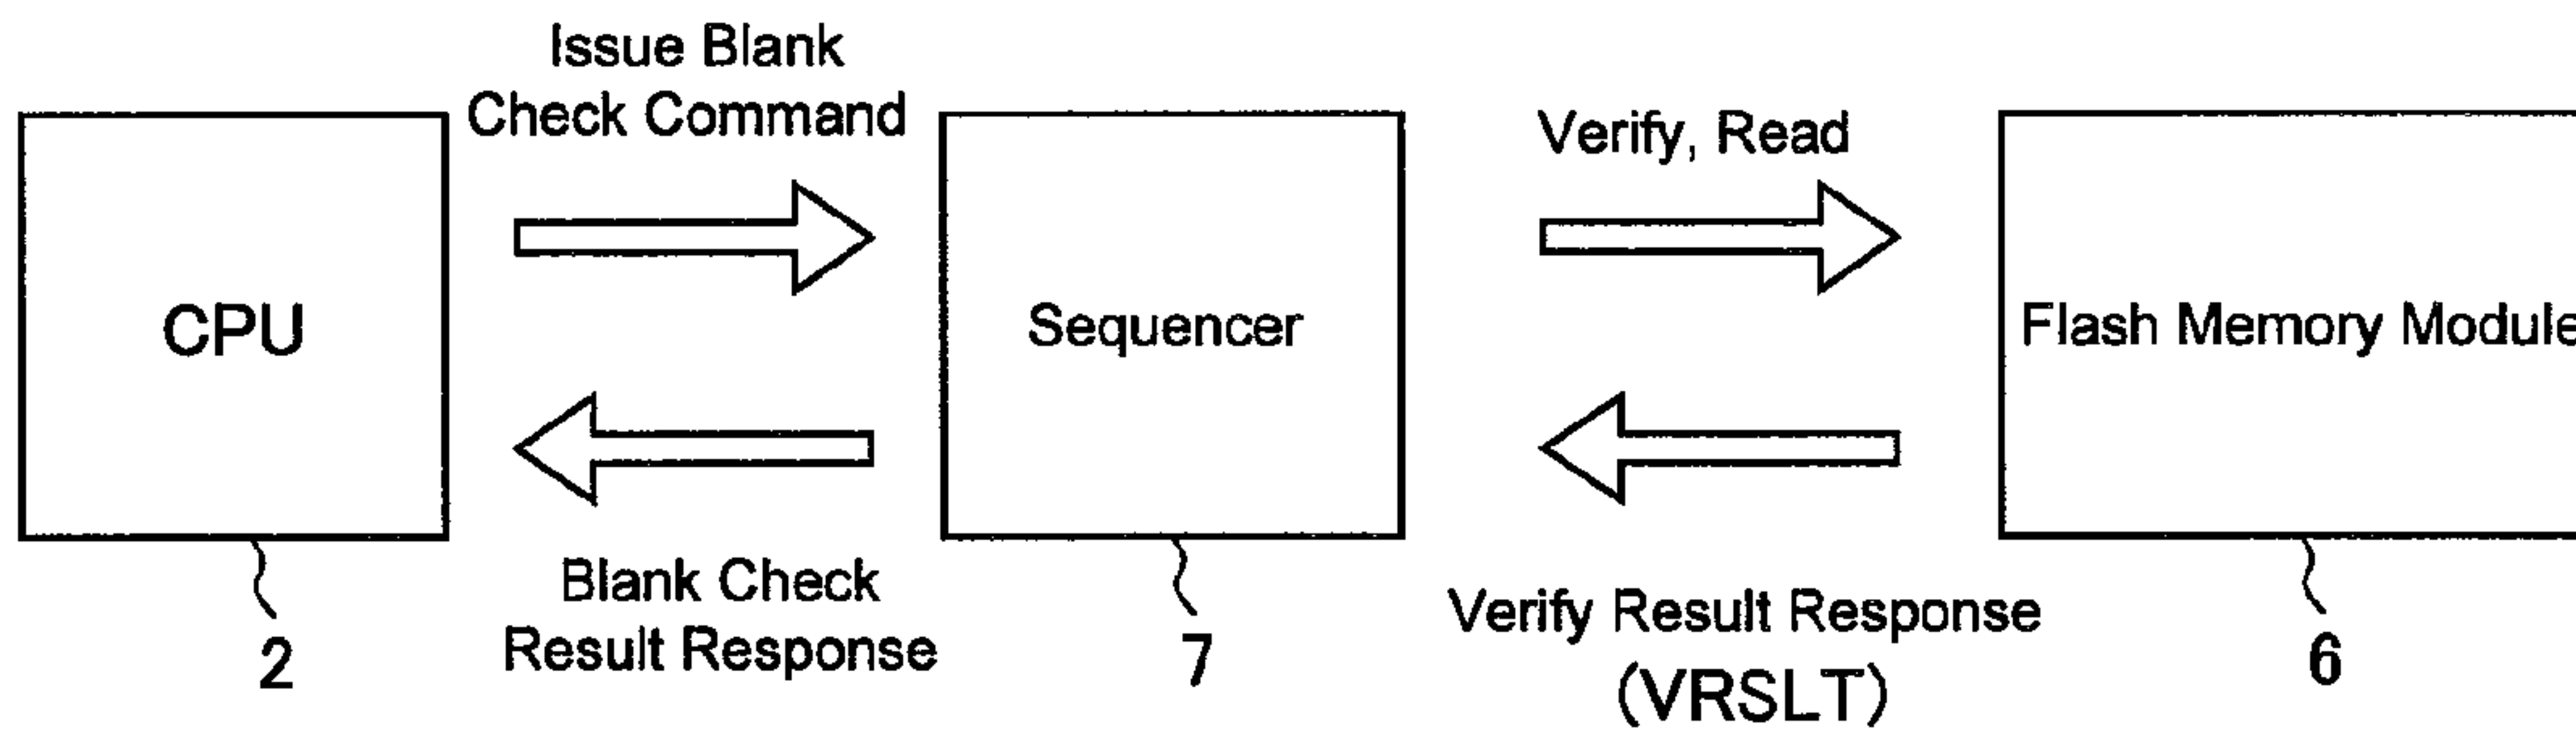 Issue Blank
Check Command
Verify, Read
CPU
Sequencer
Flash Memory Module
Blank Check
Result Response
Verify Result Response
(VRSLT)
2
7
6